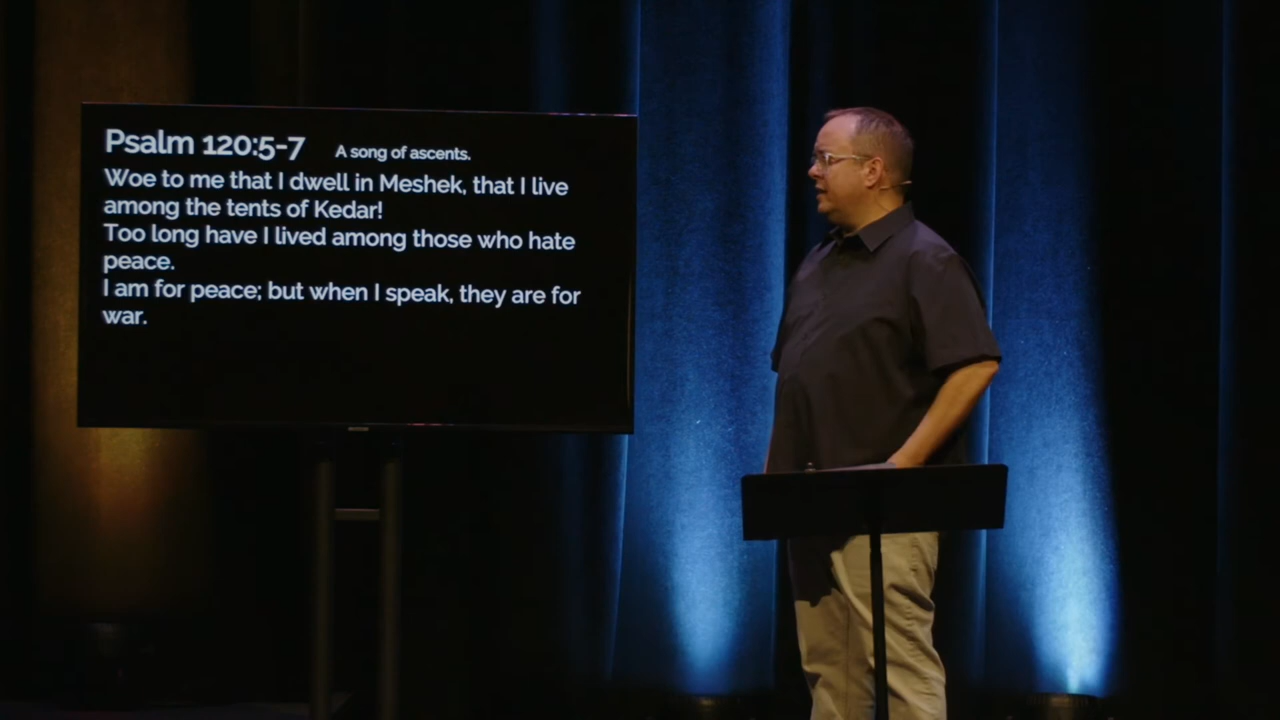 Psalm 120:5-7 A song of ascents.
Woe to me that I dwell in Meshek, that I live
among the tents of Kedar!
Too long have I lived among those who hate
peace.
I am for peace; but when I speak, they are for
war.